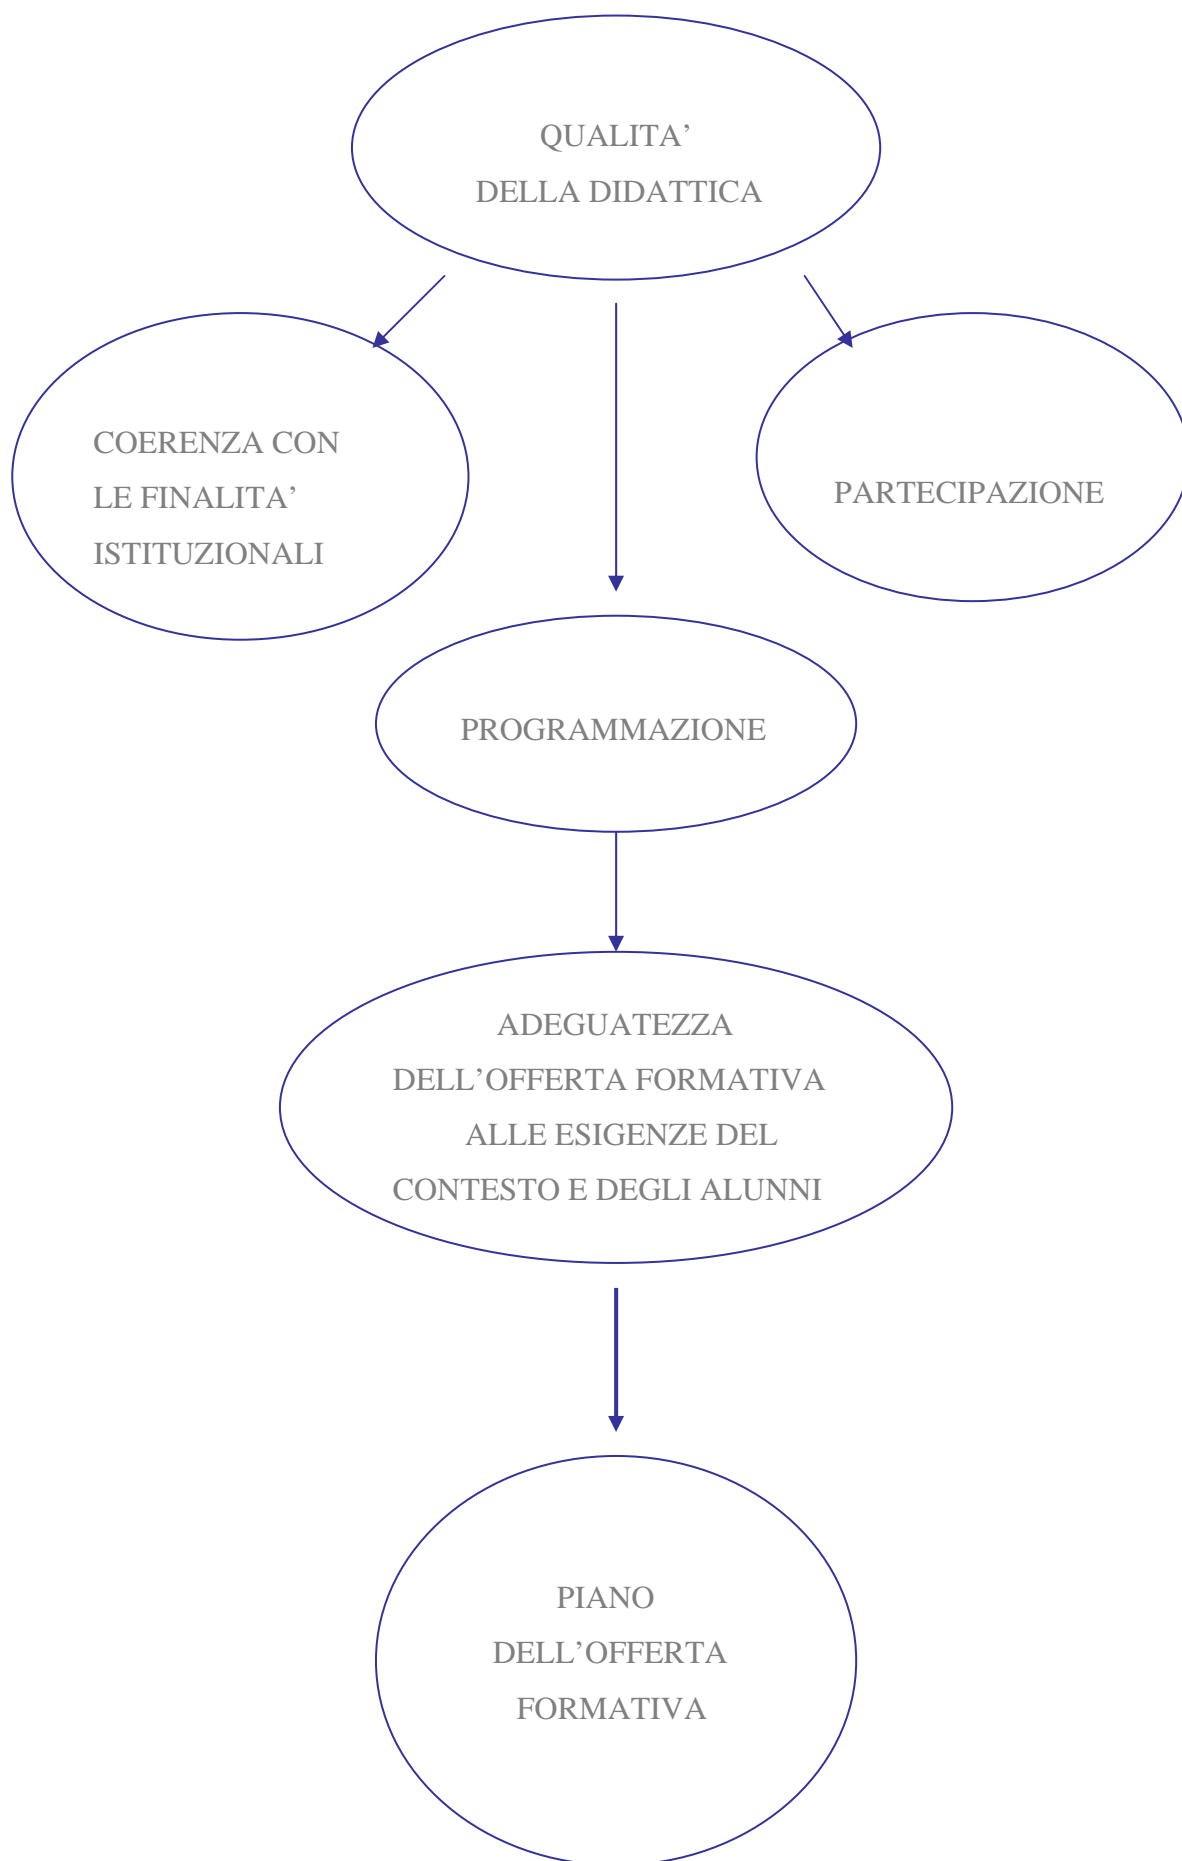 QUALITA’
DELLA DIDATTICA
COERENZA CON
LE FINALITA’
ISTITUZIONALI
PARTECIPAZIONE
PROGRAMMAZIONE
ADEGUATEZZA
DELL’OFFERTA FORMATIVA
ALLE ESIGENZE DEL
CONTESTO E DEGLI ALUNNI
PIANO
DELL’OFFERTA
FORMATIVA